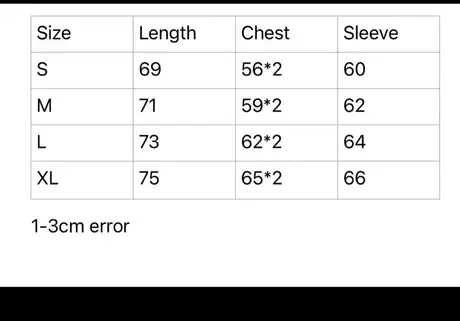 Size Length Chest Sleeve
S 69 56*2 60
M 71 59*2 62
L 73 62*2 64
XL 75 65*2 66
1-3cm error